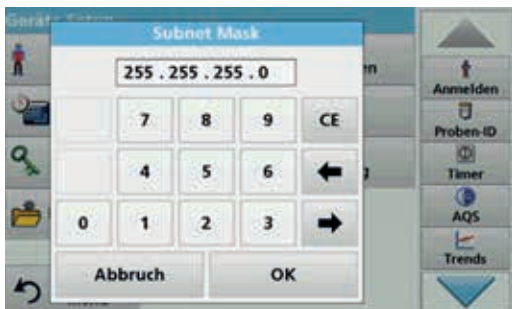 Geräte Setup
Subnet Mask
255 . 255 . 255 . 0
en
7 8 9 CE
4 5 6
0 1 2 3
Abbruch OK
Anmelden
Proben-ID
Timer
AQS
Trends